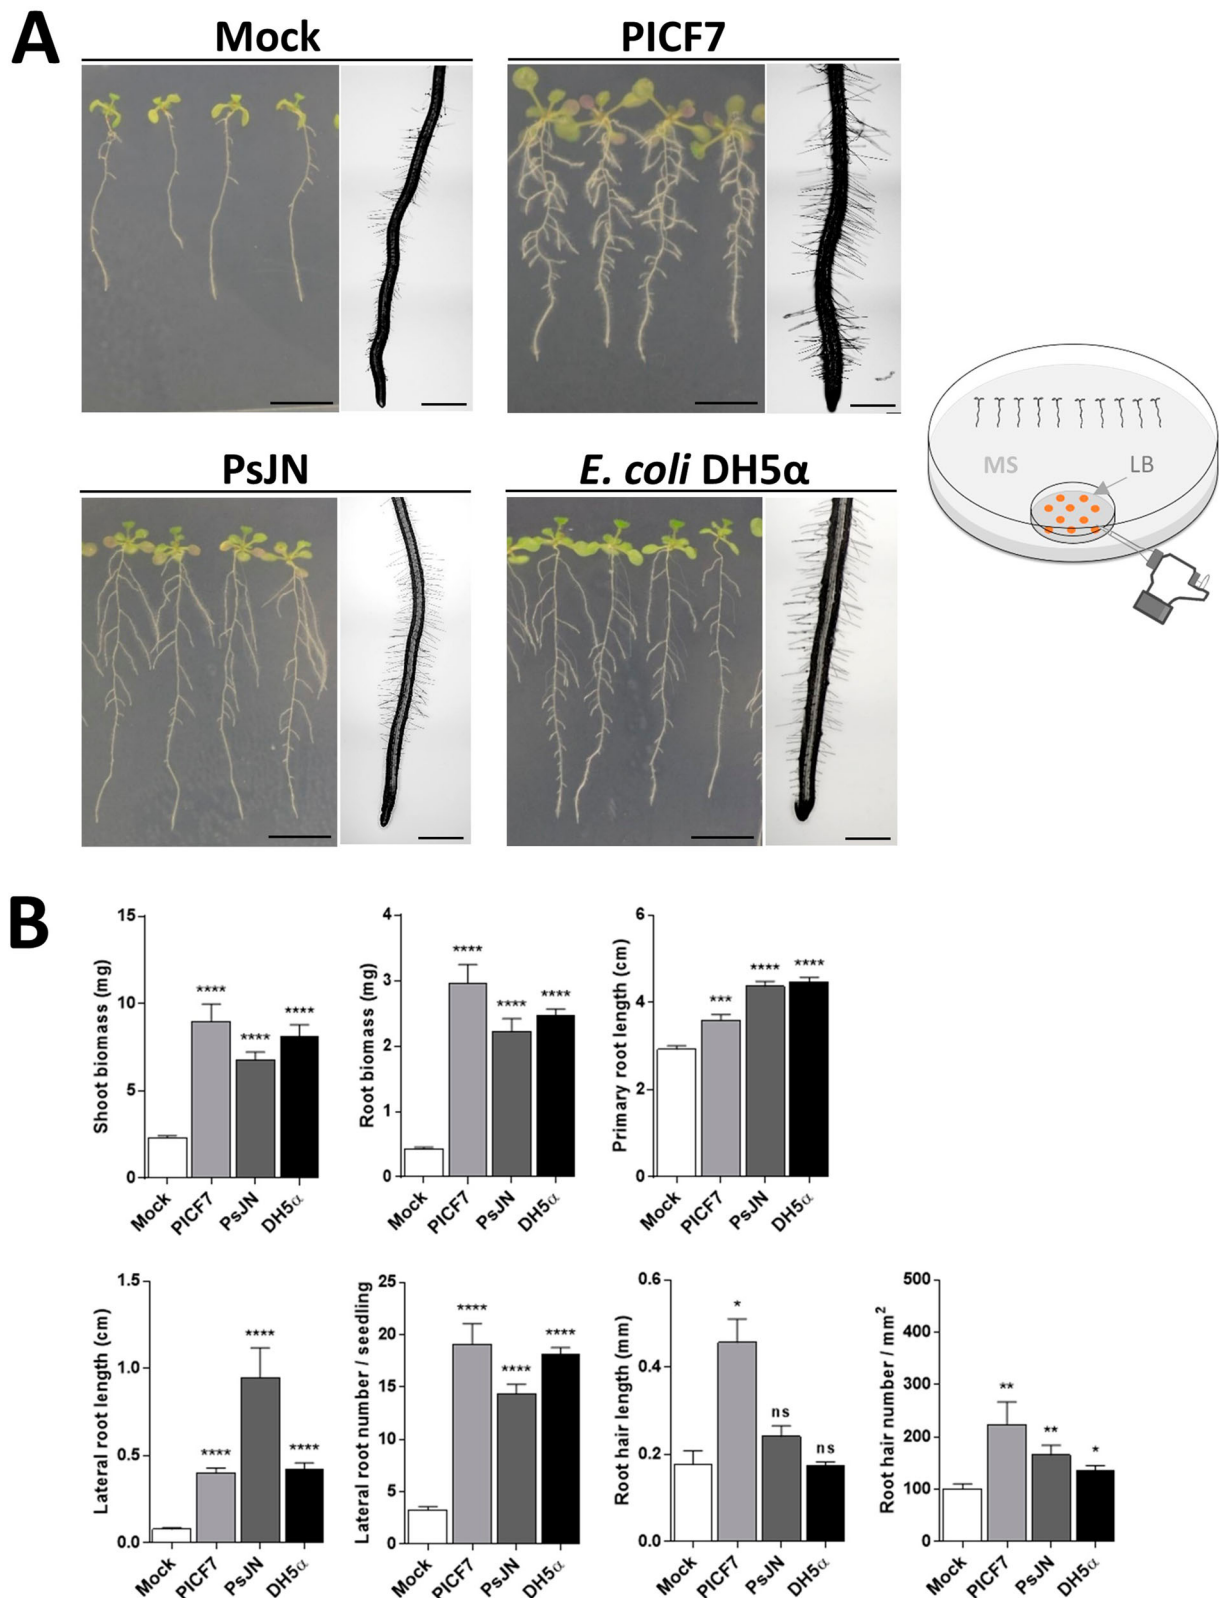 A
Mock
PICF7
PsJN
E. coli DH5α
MS
LB
B
Shoot biomass (mg)
15
10
5
0
****
****
****
Mock
PICF7
PsJN
DH5α
Root biomass (mg)
4
3
2
1
0
****
****
****
Mock
PICF7
PsJN
DH5α
Primary root length (cm)
6
4
2
0
***
****
****
Mock
PICF7
PsJN
DH5α
Lateral root length (cm)
1.5
1.0
0.5
0.0
****
****
****
Mock
PICF7
PsJN
DH5α
Lateral root number / seedling
25
20
15
10
5
0
****
****
****
Mock
PICF7
PsJN
DH5α
Root hair length (mm)
0.6
0.4
0.2
0.0
*
ns
ns
Mock
PICF7
PsJN
DH5α
Root hair number / mm²
500
400
300
200
100
0
**
**
*
Mock
PICF7
PsJN
DH5α